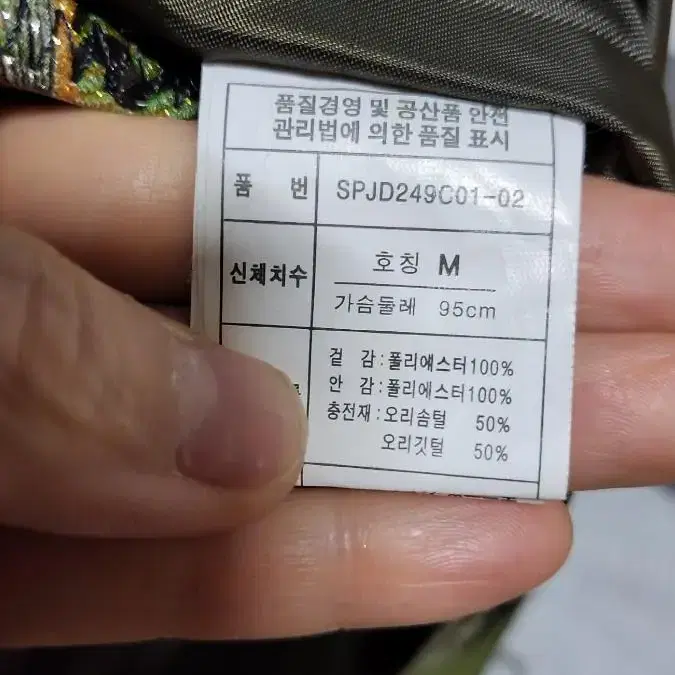 품질경영 및 공산품 안전
관리법에 의한 품질 표시
품 번 SPJD249C01-02
신체치수 호칭 M
가슴둘레 95cm
겉 감:폴리에스터100%
안 감:폴리에스터100%
충전재:오리솜털 50%
오리깃털 50%